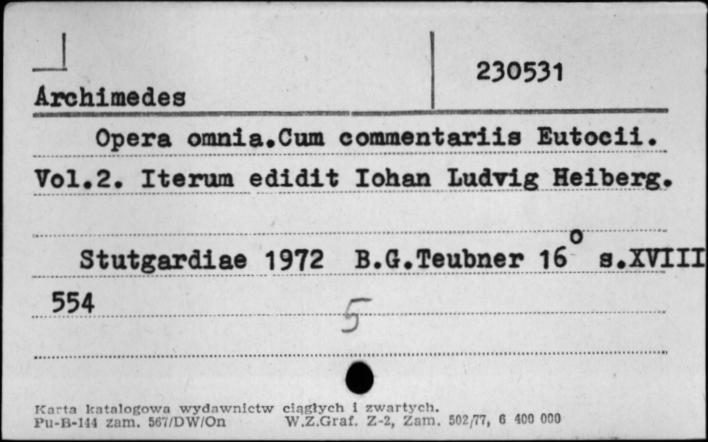 230531
Archimedes
Opera omnia.Cum commentariis Eutocii.
Vol.2. Iterum edidit Iohan Ludvig Heiberg.
Stutgardiae 1972 B.G.Teubner 16° s.XVIII
554
5
Karta katalogowa wydawnictw ciągłych i zwartych.
Pu-B-144 zam. 567/DW/On W.Z.Graf. Z-2, Zam. 502/77, 6 400 000